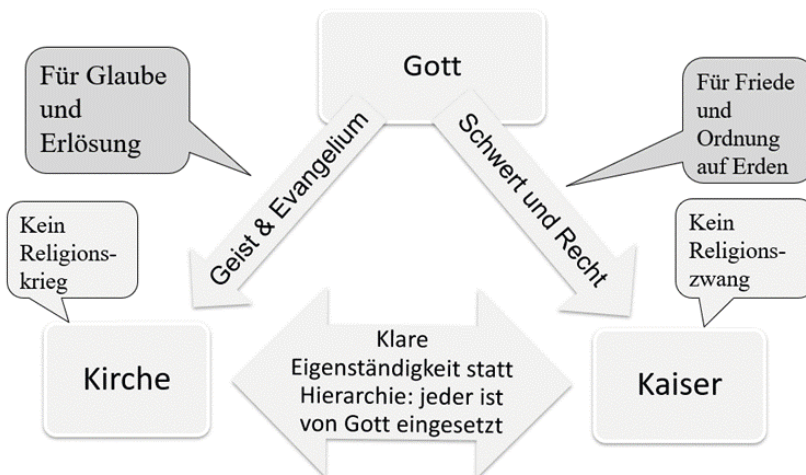 Gott
Für Glaube
und
Erlösung
Für Friede
und
Ordnung
auf Erden
Geist & Evangelium
Schwert und Recht
Kein
Religions-
krieg
Kein
Religions-
zwang
Kirche
Klare
Eigenständigkeit statt
Hierarchie: jeder ist
von Gott eingesetzt
Kaiser